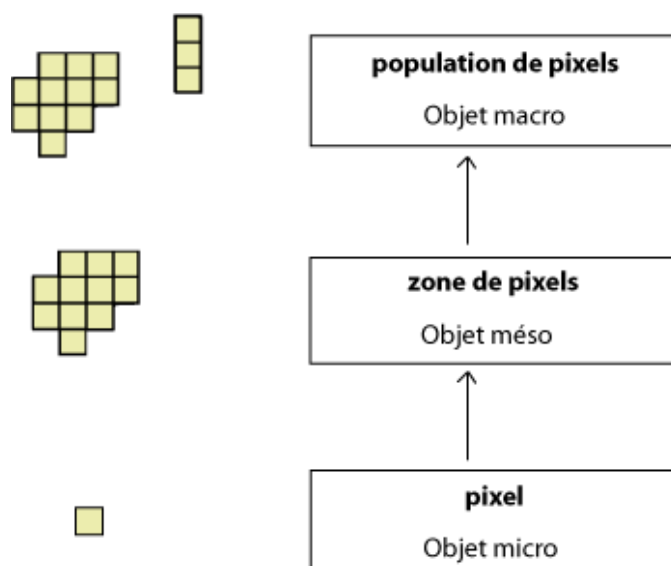 population de pixels
Objet macro
zone de pixels
Objet méso
pixel
Objet micro